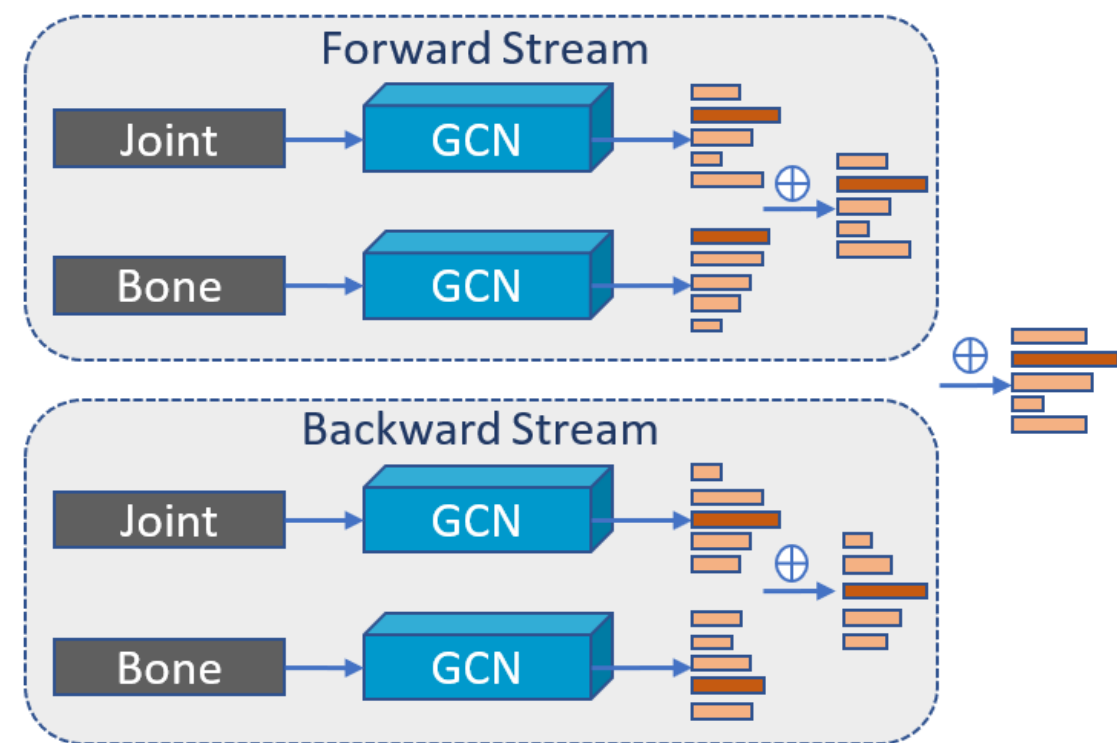 Forward Stream
Joint
GCN
Bone
GCN
Backward Stream
Joint
GCN
Bone
GCN